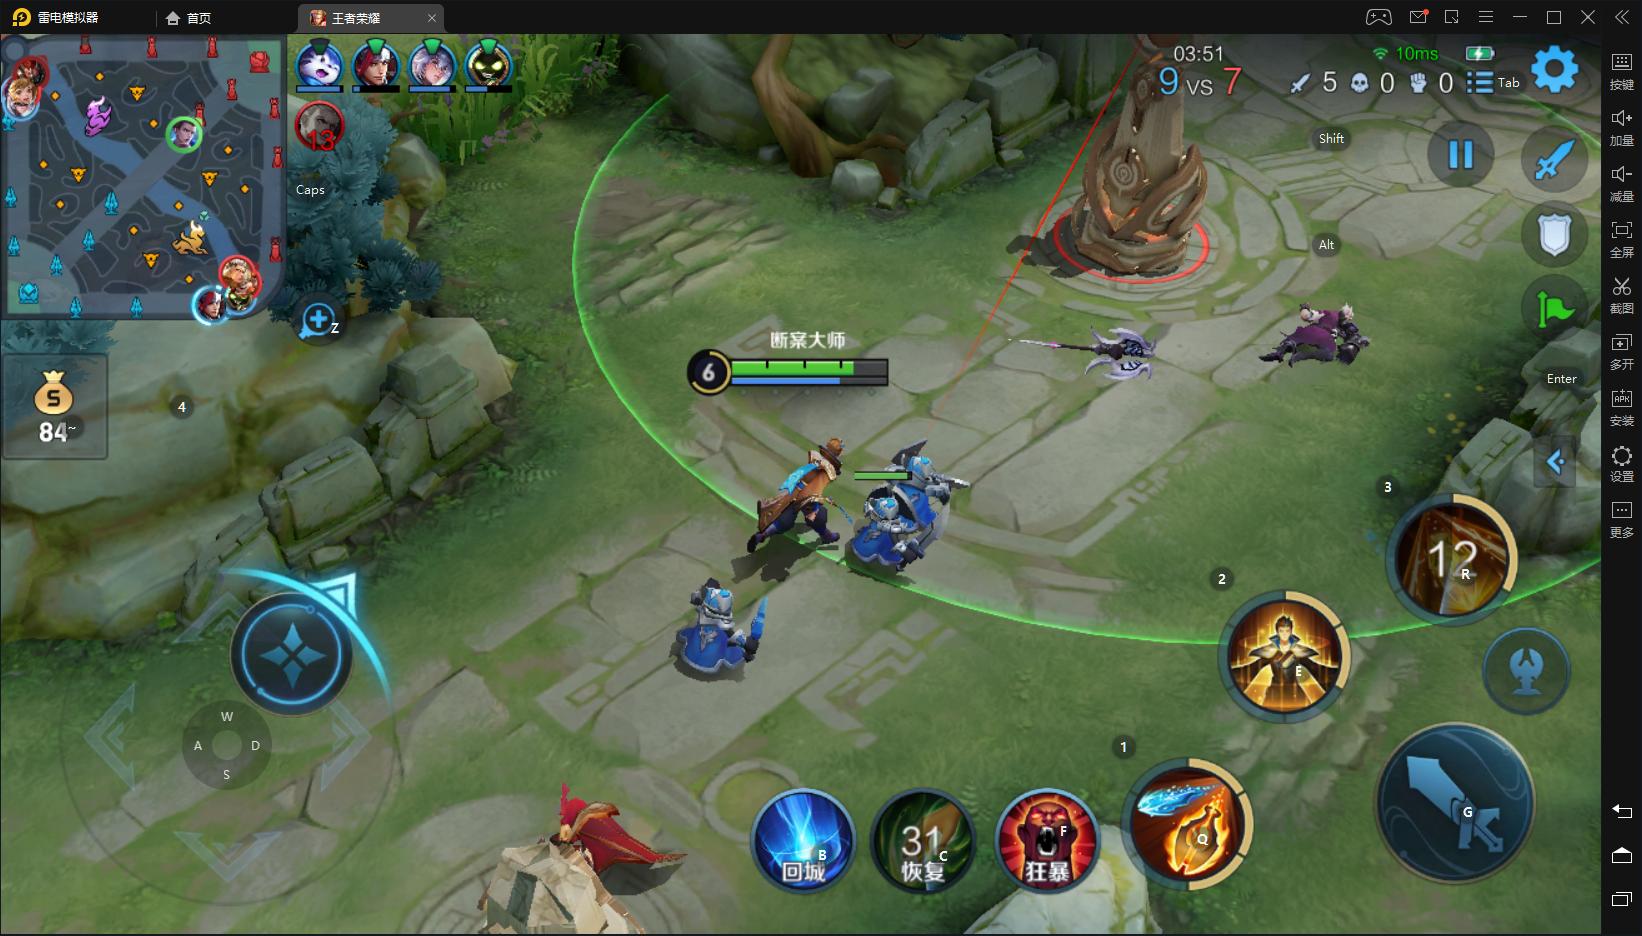 雷电模拟器
首页
王者荣耀
13
03:51
9 VS 7
10ms
5
0
0
Tab
Caps
Shift
Alt
Enter
Z
S
84
~
4
断案大师
6
3
12
R
2
E
1
Q
G
W
A
D
S
B
回城
31
C
恢复
F
狂暴
按键
加量
减量
全屏
截图
多开
APK
安装
设置
更多